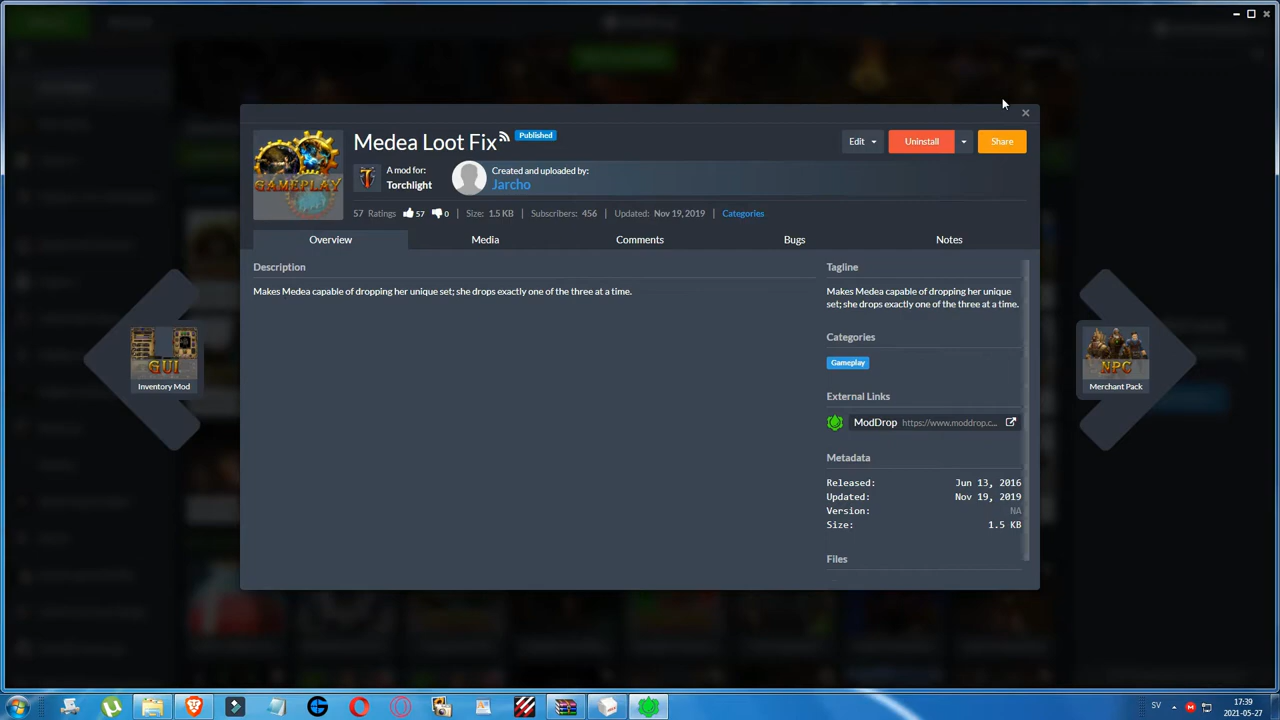 Medea Loot Fix
Published
Edit
Uninstall
Share
A mod for:
Torchlight
Created and uploaded by:
Jarcho
GAMEPLAY
57 Ratings 57 0 | Size: 1.5 KB | Subscribers: 456 | Updated: Nov 19, 2019 | Categories
Overview
Media
Comments
Bugs
Notes
Description
Makes Medea capable of dropping her unique set; she drops exactly one of the three at a time.
Tagline
Makes Medea capable of dropping her unique
set; she drops exactly one of the three at a time.
Categories
Gameplay
External Links
ModDrop https://www.moddrop.c...
Metadata
Released: Jun 13, 2016
Updated: Nov 19, 2019
Version: NA
Size: 1.5 KB
Files
GUI
Inventory Mod
NPC
Merchant Pack
SV
17:39
2021-05-27